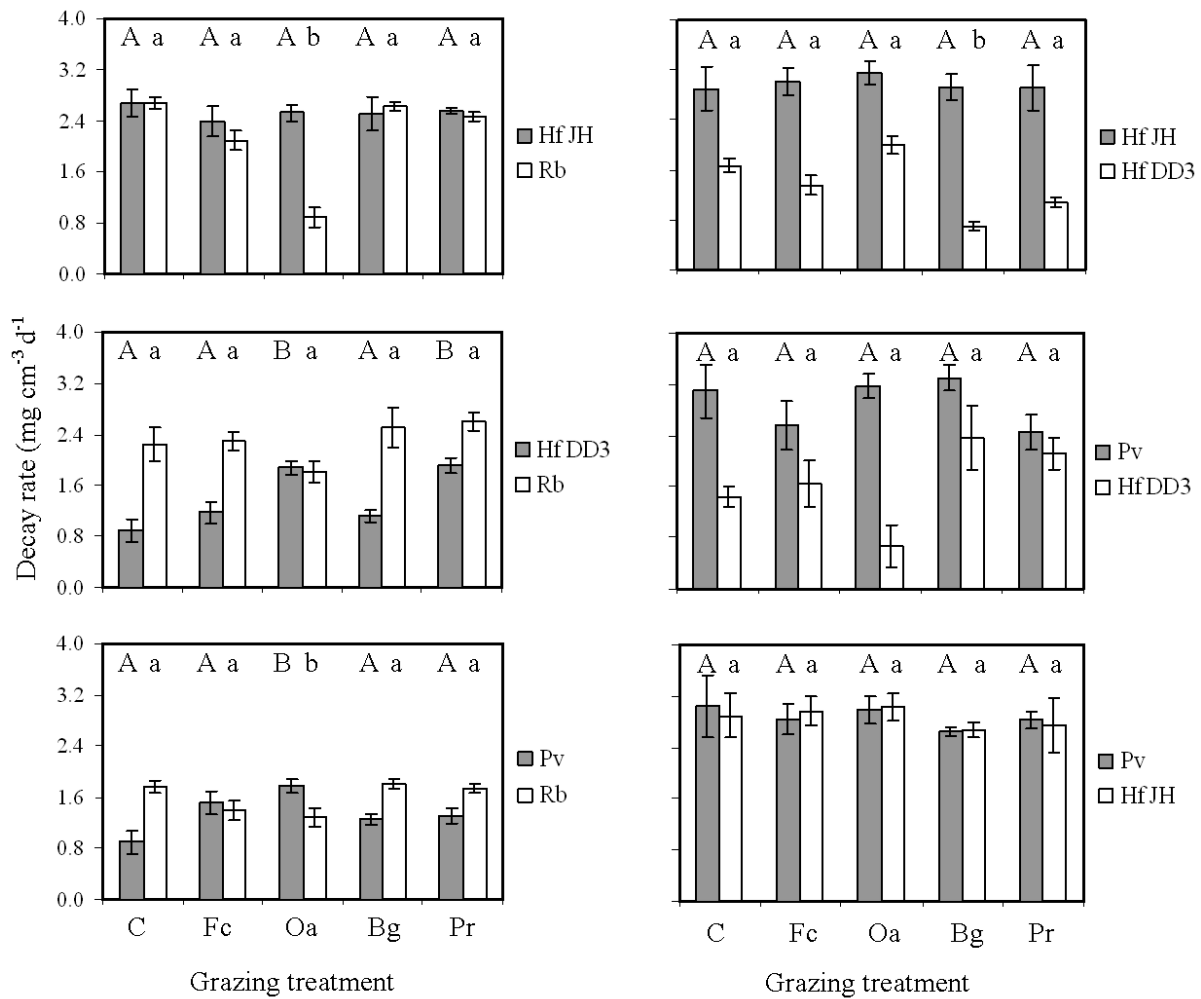 4.0
3.2
2.4
1.6
0.8
0.0
A a A a A b A a A a
Hf JH
Rb
A a A a A a A b A a
Hf JH
Hf DD3
Decay rate (mg cm-3 d-1)
4.0
3.2
2.4
1.6
0.8
0.0
A a A a B a A a B a
Hf DD3
Rb
A a A a A a A a A a
Pv
Hf DD3
4.0
3.2
2.4
1.6
0.8
0.0
A a A a B b A a A a
Pv
Rb
C Fc Oa Bg Pr
Grazing treatment
A a A a A a A a A a
Pv
Hf JH
C Fc Oa Bg Pr
Grazing treatment